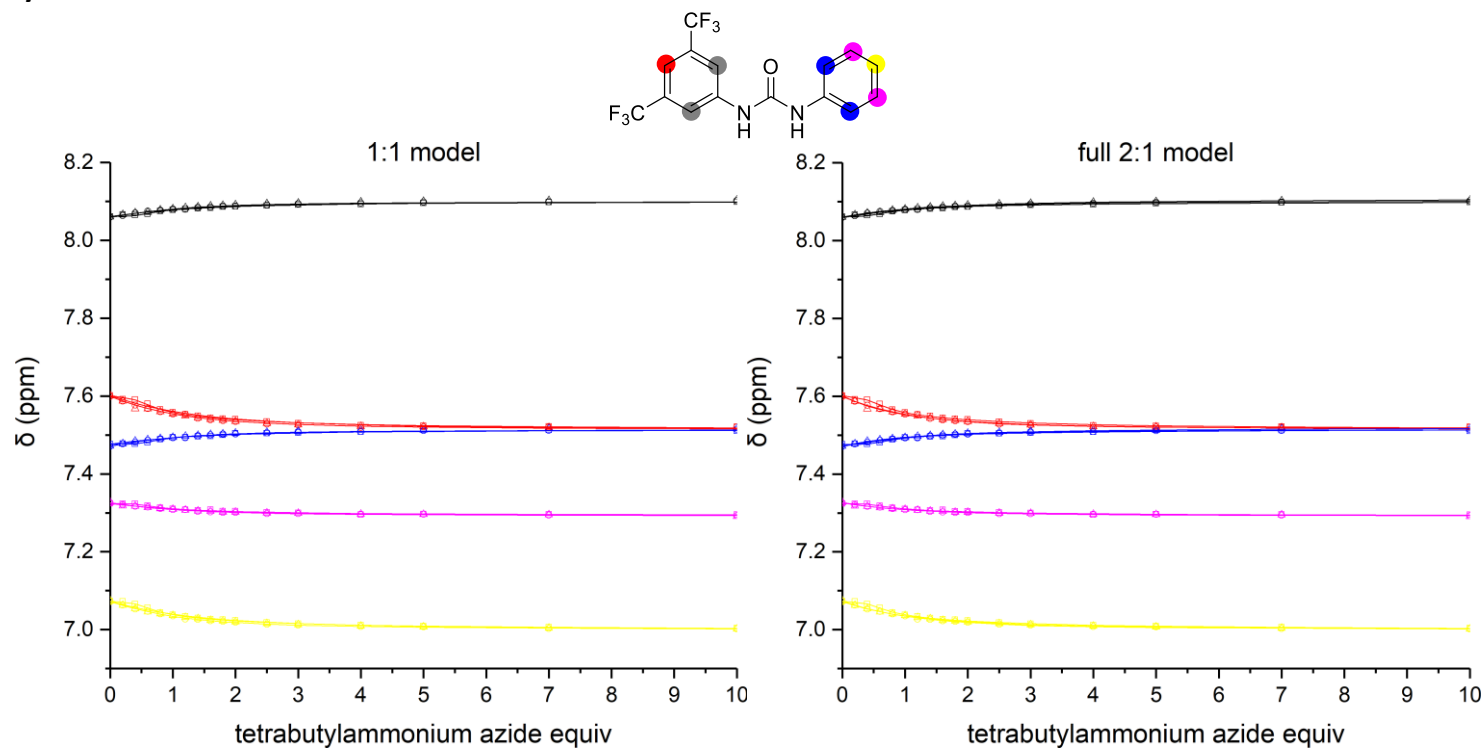 CF3
O
F3C
N
H
N
H
1:1 model
full 2:1 model
8.2
8.0
7.8
7.6
7.4
7.2
7.0
δ (ppm)
0 1 2 3 4 5 6 7 8 9 10
tetrabutylammonium azide equiv
8.2
8.0
7.8
7.6
7.4
7.2
7.0
δ (ppm)
0 1 2 3 4 5 6 7 8 9 10
tetrabutylammonium azide equiv